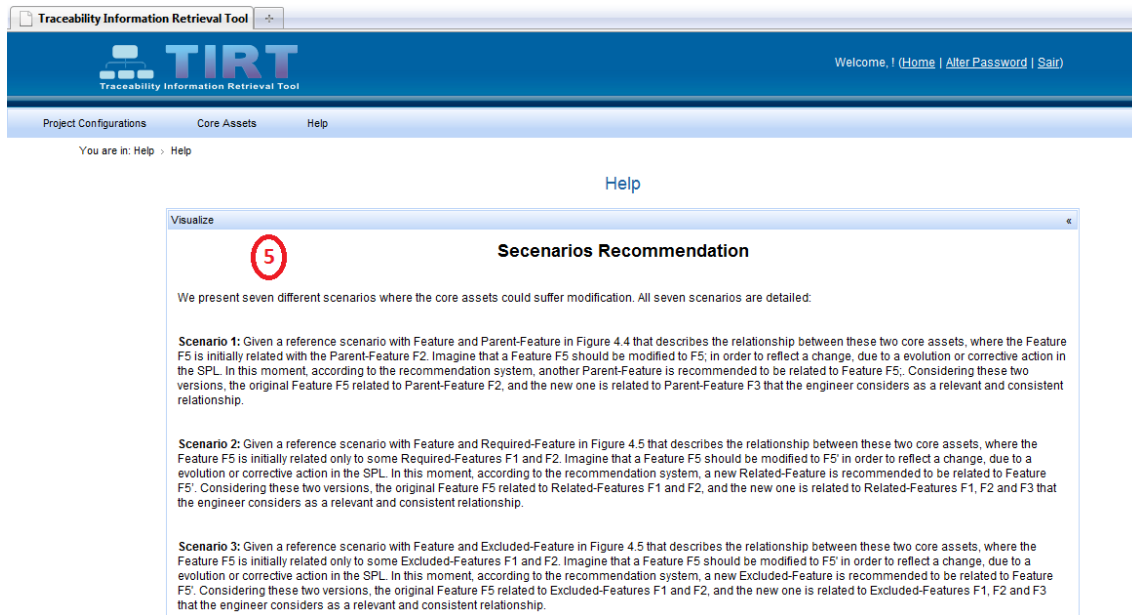 Traceability Information Retrieval Tool
TIRT
Traceability Information Retrieval Tool
Welcome, ! (Home | Alter Password | Sair)
Project Configurations Core Assets Help
You are in: Help > Help
Help
Visualize «
5
Secenarios Recommendation
We present seven different scenarios where the core assets could suffer modification. All seven scenarios are detailed:
Scenario 1: Given a reference scenario with Feature and Parent-Feature in Figure 4.4 that describes the relationship between these two core assets, where the Feature
F5 is initially related with the Parent-Feature F2. Imagine that a Feature F5 should be modified to F5; in order to reflect a change, due to a evolution or corrective action in
the SPL. In this moment, according to the recommendation system, another Parent-Feature is recommended to be related to Feature F5;. Considering these two
versions, the original Feature F5 related to Parent-Feature F2, and the new one is related to Parent-Feature F3 that the engineer considers as a relevant and consistent
relationship.
Scenario 2: Given a reference scenario with Feature and Required-Feature in Figure 4.5 that describes the relationship between these two core assets, where the
Feature F5 is initially related only to some Required-Features F1 and F2. Imagine that a Feature F5 should be modified to F5' in order to reflect a change, due to a
evolution or corrective action in the SPL. In this moment, according to the recommendation system, a new Related-Feature is recommended to be related to Feature
F5'. Considering these two versions, the original Feature F5 related to Related-Features F1 and F2, and the new one is related to Related-Features F1, F2 and F3 that
the engineer considers as a relevant and consistent relationship.
Scenario 3: Given a reference scenario with Feature and Excluded-Feature in Figure 4.5 that describes the relationship between these two core assets, where the
Feature F5 is initially related only to some Excluded-Features F1 and F2. Imagine that a Feature F5 should be modified to F5' in order to reflect a change, due to a
evolution or corrective action in the SPL. In this moment, according to the recommendation system, a new Excluded-Feature is recommended to be related to Feature
F5'. Considering these two versions, the original Feature F5 related to Excluded-Features F1 and F2, and the new one is related to Excluded-Features F1, F2 and F3
that the engineer considers as a relevant and consistent relationship.